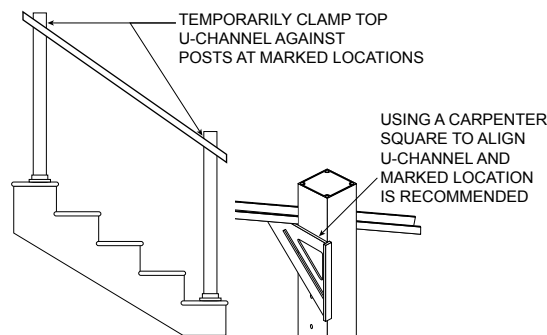 TEMPORARILY CLAMP TOP
U-CHANNEL AGAINST
POSTS AT MARKED LOCATIONS
USING A CARPENTER
SQUARE TO ALIGN
U-CHANNEL AND
MARKED LOCATION
IS RECOMMENDED